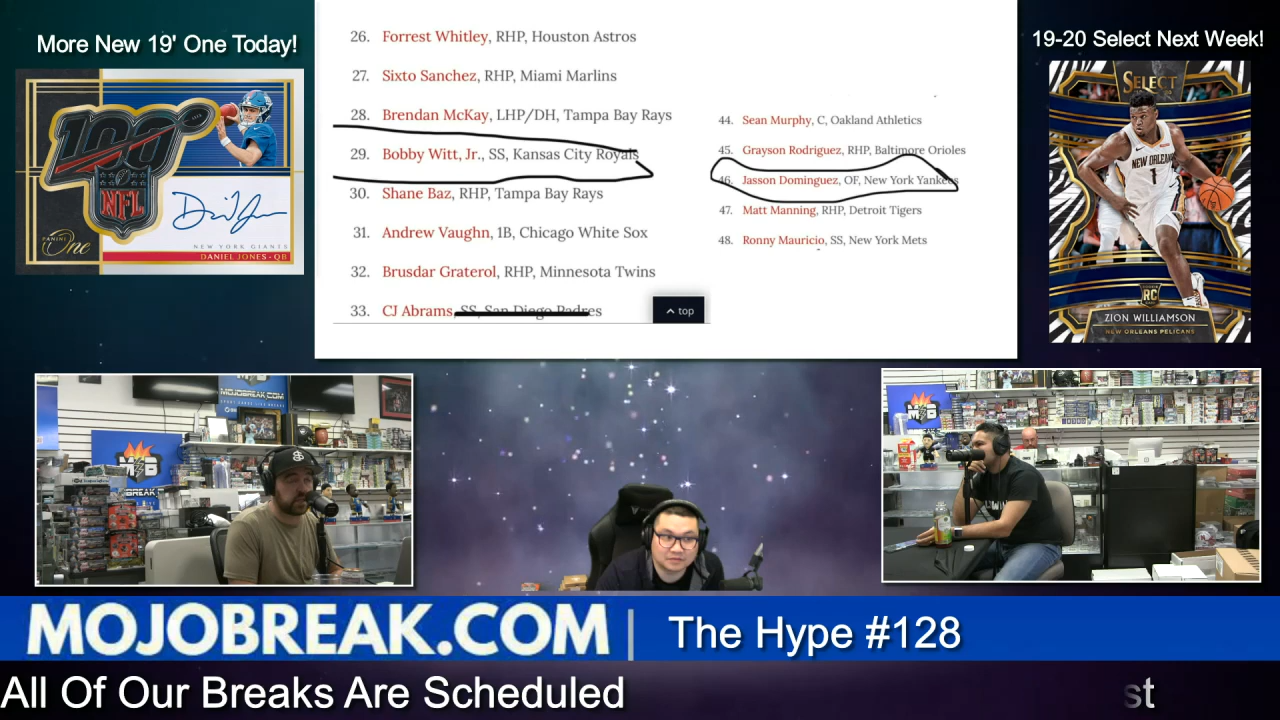 More New 19' One Today!
100
NFL
PANINI
One
NEW YORK GIANTS
DANIEL JONES • QB
26. Forrest Whitley, RHP, Houston Astros
27. Sixto Sanchez, RHP, Miami Marlins
28. Brendan McKay, LHP/DH, Tampa Bay Rays
29. Bobby Witt, Jr., SS, Kansas City Royals
30. Shane Baz, RHP, Tampa Bay Rays
31. Andrew Vaughn, 1B, Chicago White Sox
32. Brusdar Graterol, RHP, Minnesota Twins
33. CJ Abrams, SS, San Diego Padres
top
44. Sean Murphy, C, Oakland Athletics
45. Grayson Rodriguez, RHP, Baltimore Orioles
46. Jasson Dominguez, OF, New York Yankees
47. Matt Manning, RHP, Detroit Tigers
48. Ronny Mauricio, SS, New York Mets
19-20 Select Next Week!
SELECT
NEW ORLEANS
1
RC
ZION WILLIAMSON
NEW ORLEANS PELICANS
MOJOBREAK.COM
MOJOBREAK.COM | The Hype #128
All Of Our Breaks Are Scheduled
st